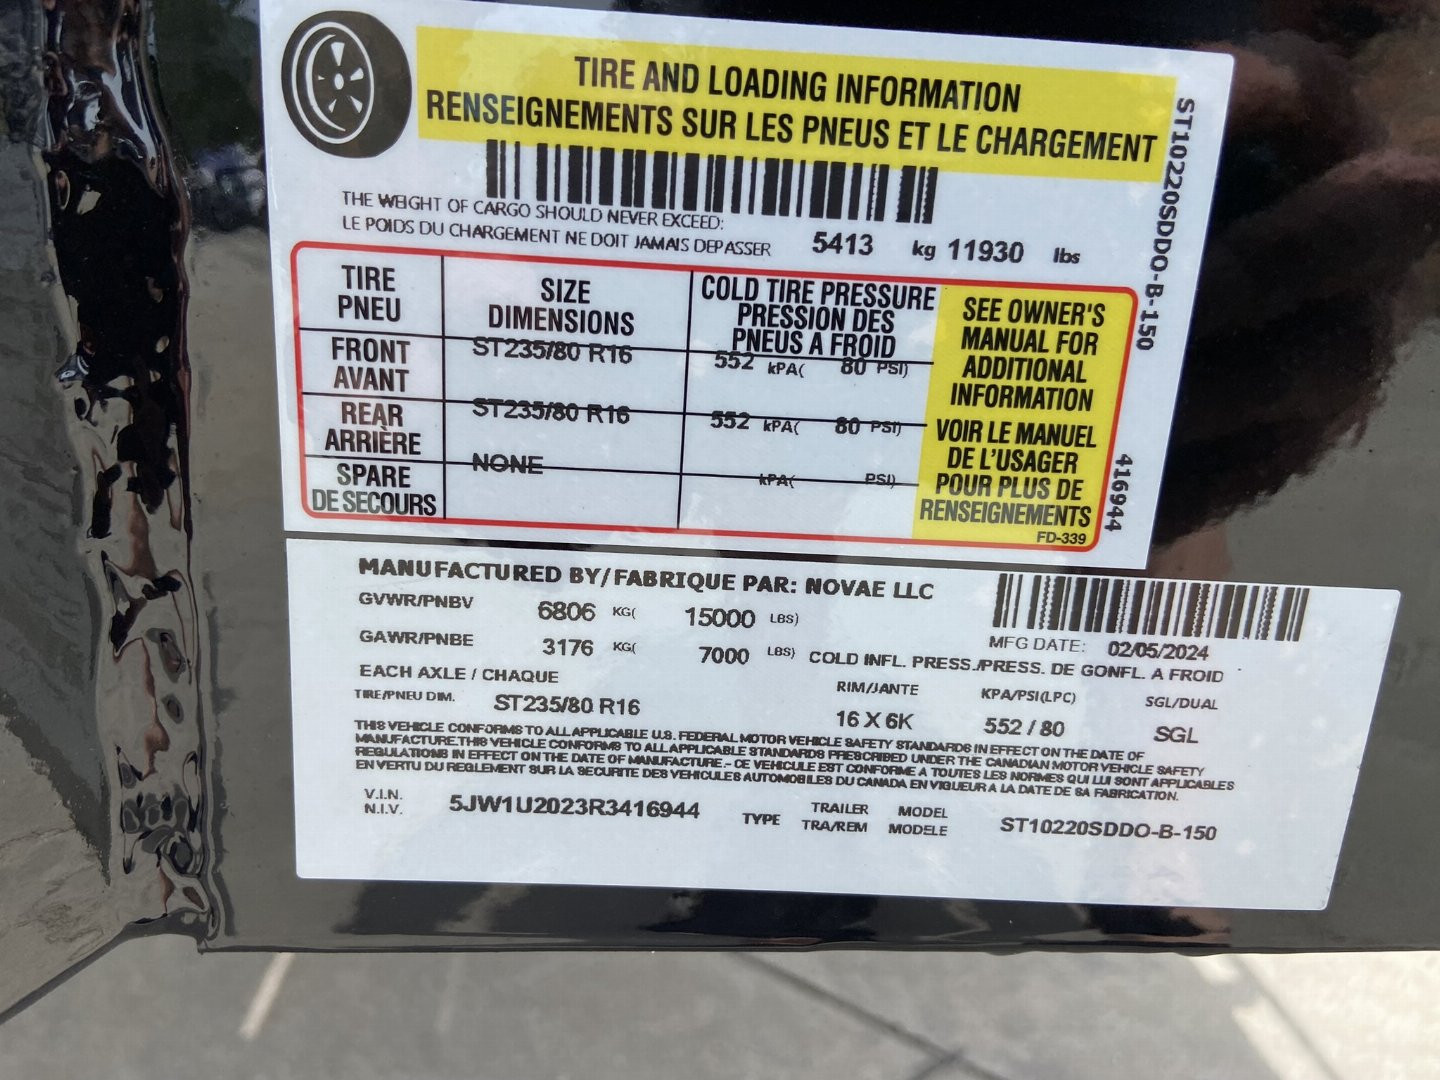 TIRE AND LOADING INFORMATION
RENSEIGNEMENTS SUR LES PNEUS ET LE CHARGEMENT
THE WEIGHT OF CARGO SHOULD NEVER EXCEED:
LE POIDS DU CHARGEMENT NE DOIT JAMAIS DEPASSER 5413 kg 11930 lbs
TIRE
PNEU
SIZE
DIMENSIONS
COLD TIRE PRESSURE
PRESSION DES
PNEUS A FROID
FRONT
AVANT
ST235/80 R16
552 kPA( 80 PSI)
REAR
ARRIÈRE
ST235/80 R16
552 kPA( 80 PSI)
SPARE
DE SECOURS
NONE
kPA( PSI)
SEE OWNER'S
MANUAL FOR
ADDITIONAL
INFORMATION
VOIR LE MANUEL
DE L'USAGER
POUR PLUS DE
RENSEIGNEMENTS
FD-339
ST10220SDDO-B-150
416944
MANUFACTURED BY/FABRIQUE PAR: NOVAE LLC
GVWR/PNBV 6806 KG( 15000 LBS)
GAWR/PNBE 3176 KG( 7000 LBS)
MFG DATE: 02/05/2024
EACH AXLE / CHAQUE
COLD INFL. PRESS./PRESS. DE GONFL. A FROID
TIRE/PNEU DIM. ST235/80 R16
RIM/JANTE
16 X 6K
KPA/PSI(LPC)
552 / 80
SGL/DUAL
SGL
THIS VEHICLE CONFORMS TO ALL APPLICABLE U.S. FEDERAL MOTOR VEHICLE SAFETY STANDARDS IN EFFECT ON THE DATE OF
MANUFACTURE.THIS VEHICLE CONFORMS TO ALL APPLICABLE STANDARDS PRESCRIBED UNDER THE CANADIAN MOTOR VEHICLE SAFETY
REGULATIONS IN EFFECT ON THE DATE OF MANUFACTURE.- CE VEHICULE EST CONFORME A TOUTES LES NORMES QUI LUI SONT APPLICABLES
EN VERTU DU REGLEMENT SUR LA SECURITE DES VEHICULES AUTOMOBILES DU CANADA EN VIGUEUR A LA DATE DE SA FABRICATION.
V.I.N.
N.I.V.
5JW1U2023R3416944
TYPE
TRAILER
TRA/REM
MODEL
MODELE
ST10220SDDO-B-150